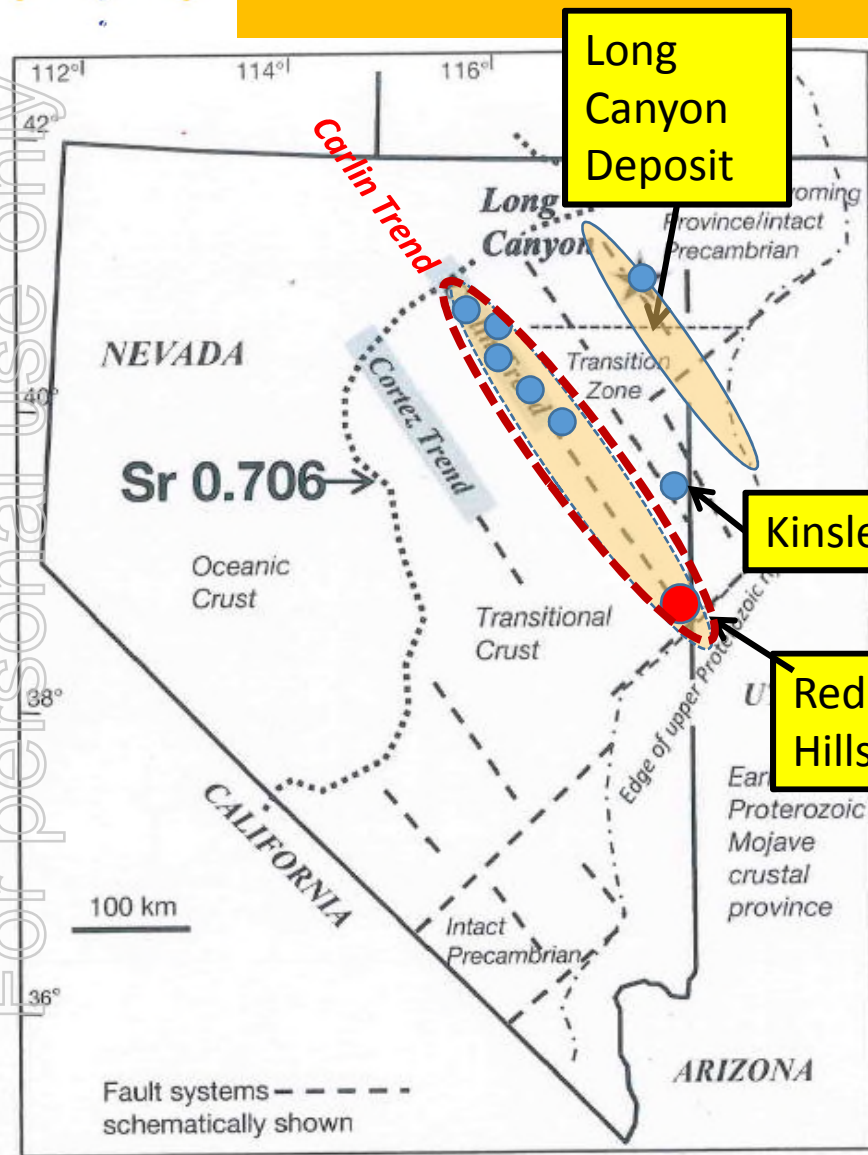 Long
Canyon
Deposit
112°
114°
116°
42°
Carlin Trend
Long
Canyon
Province/intact
Precambrian
NEVADA
Transition
Zone
40°
Cortez Trend
Sr 0.706
Kinsle
Oceanic
Crust
Transitional
Crust
Edge of upper Proterozoic
38°
Red
Hills
Proterozoic
Mojave
crustal
province
CALIFORNIA
100 km
Intact
Precambrian
36°
ARIZONA
Fault systems
schematically shown
For personal use only